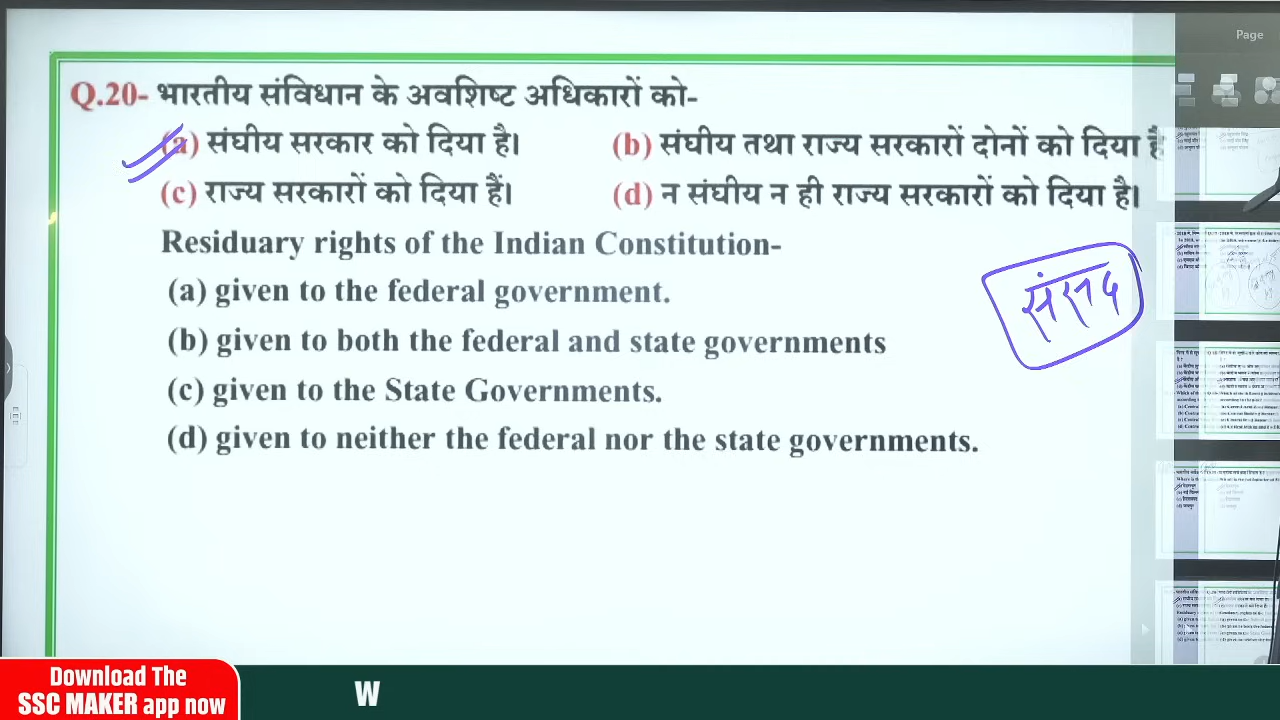 Page
Q.20- भारतीय संविधान के अवशिष्ट अधिकारों को-
(a) संघीय सरकार को दिया है।
(b) संघीय तथा राज्य सरकारों दोनों को दिया है
(c) राज्य सरकारों को दिया हैं।
(d) न संघीय न ही राज्य सरकारों को दिया है।
Residuary rights of the Indian Constitution-
(a) given to the federal government.
(b) given to both the federal and state governments
(c) given to the State Governments.
(d) given to neither the federal nor the state governments.
संसद
Download The
SSC MAKER app now
W